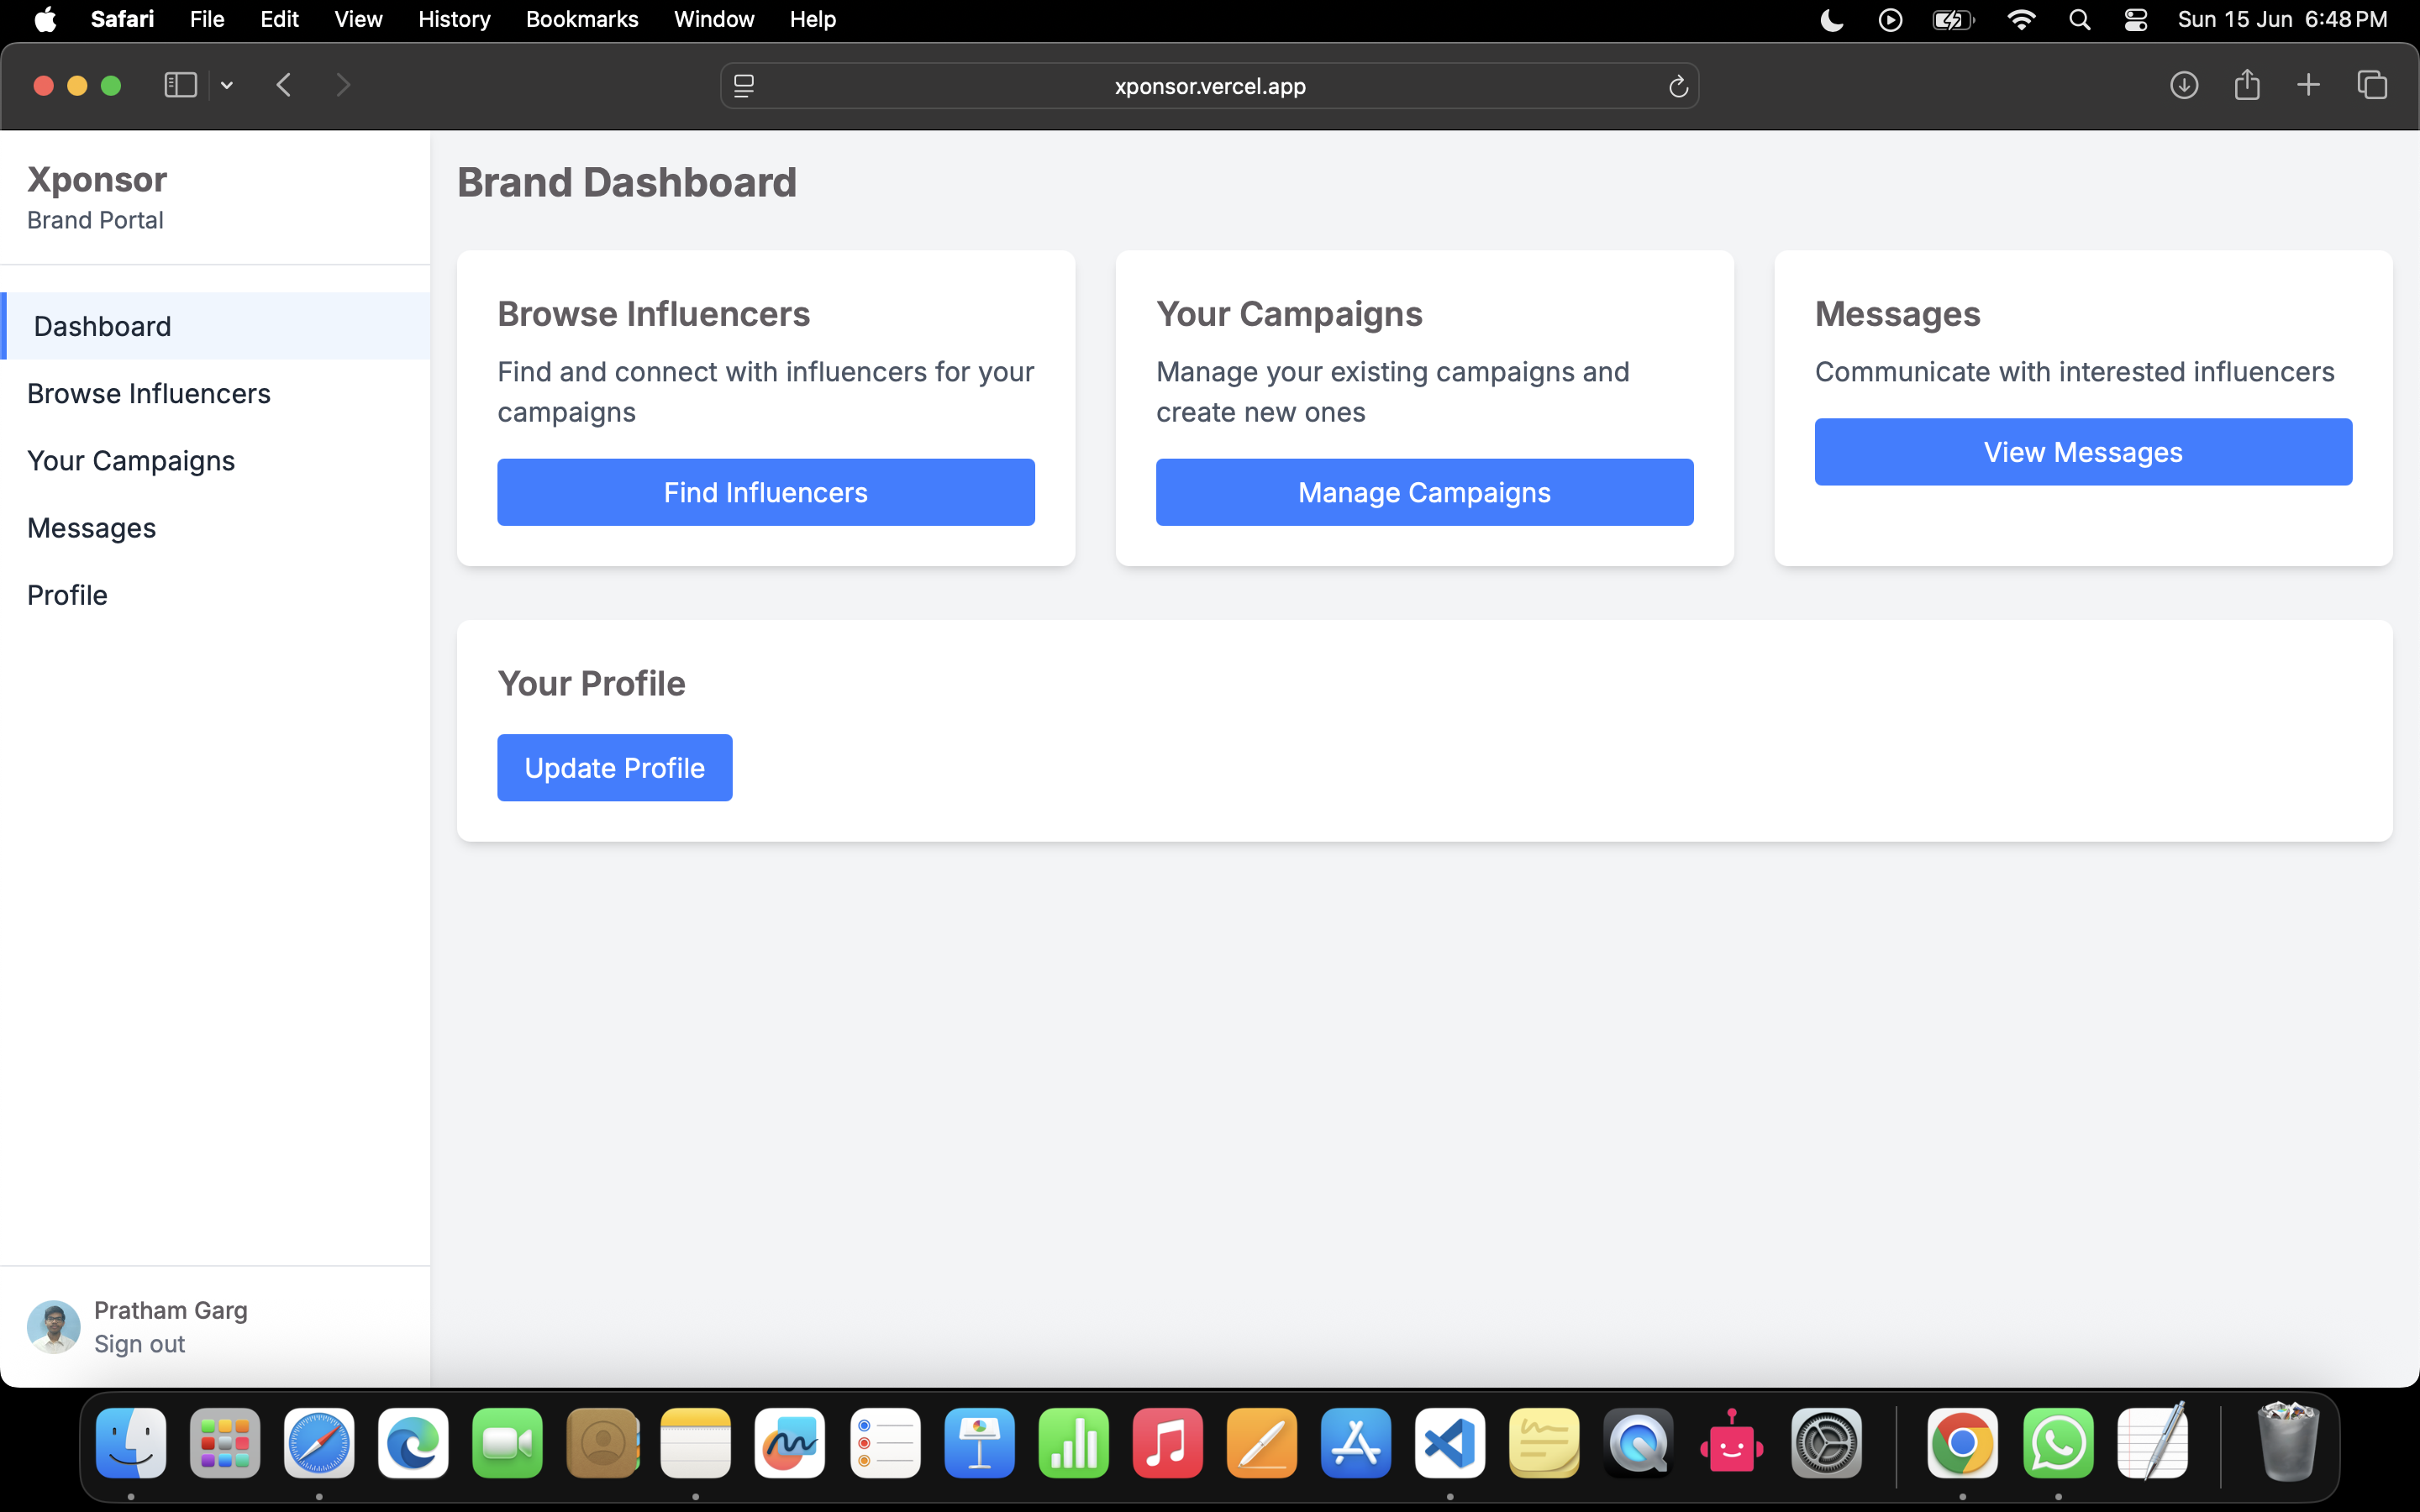 Safari File Edit View History Bookmarks Window Help Sun 15 Jun 6:48 PM
xponsor.vercel.app
Xponsor
Brand Portal
Dashboard
Browse Influencers
Your Campaigns
Messages
Profile
Pratham Garg
Sign out
Brand Dashboard
Browse Influencers
Find and connect with influencers for your
campaigns
Find Influencers
Your Campaigns
Manage your existing campaigns and
create new ones
Manage Campaigns
Messages
Communicate with interested influencers
View Messages
Your Profile
Update Profile